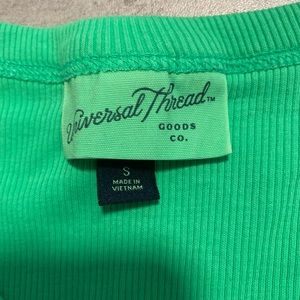 Universal Thread™
GOODS
CO.
S
MADE IN
VIETNAM